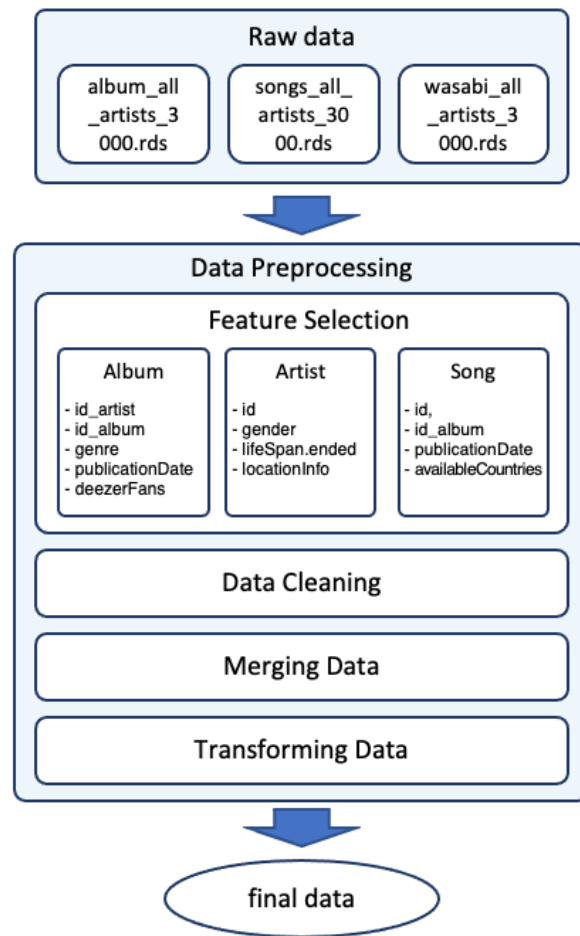 Raw data
album_all
_artists_3
000.rds
songs_all_
artists_30
00.rds
wasabi_all
_artists_3
000.rds
Data Preprocessing
Feature Selection
Album
- id_artist
- id_album
- genre
- publicationDate
- deezerFans
Artist
- id
- gender
- lifeSpan.ended
- locationInfo
Song
- id,
- id_album
- publicationDate
- availableCountries
Data Cleaning
Merging Data
Transforming Data
final data